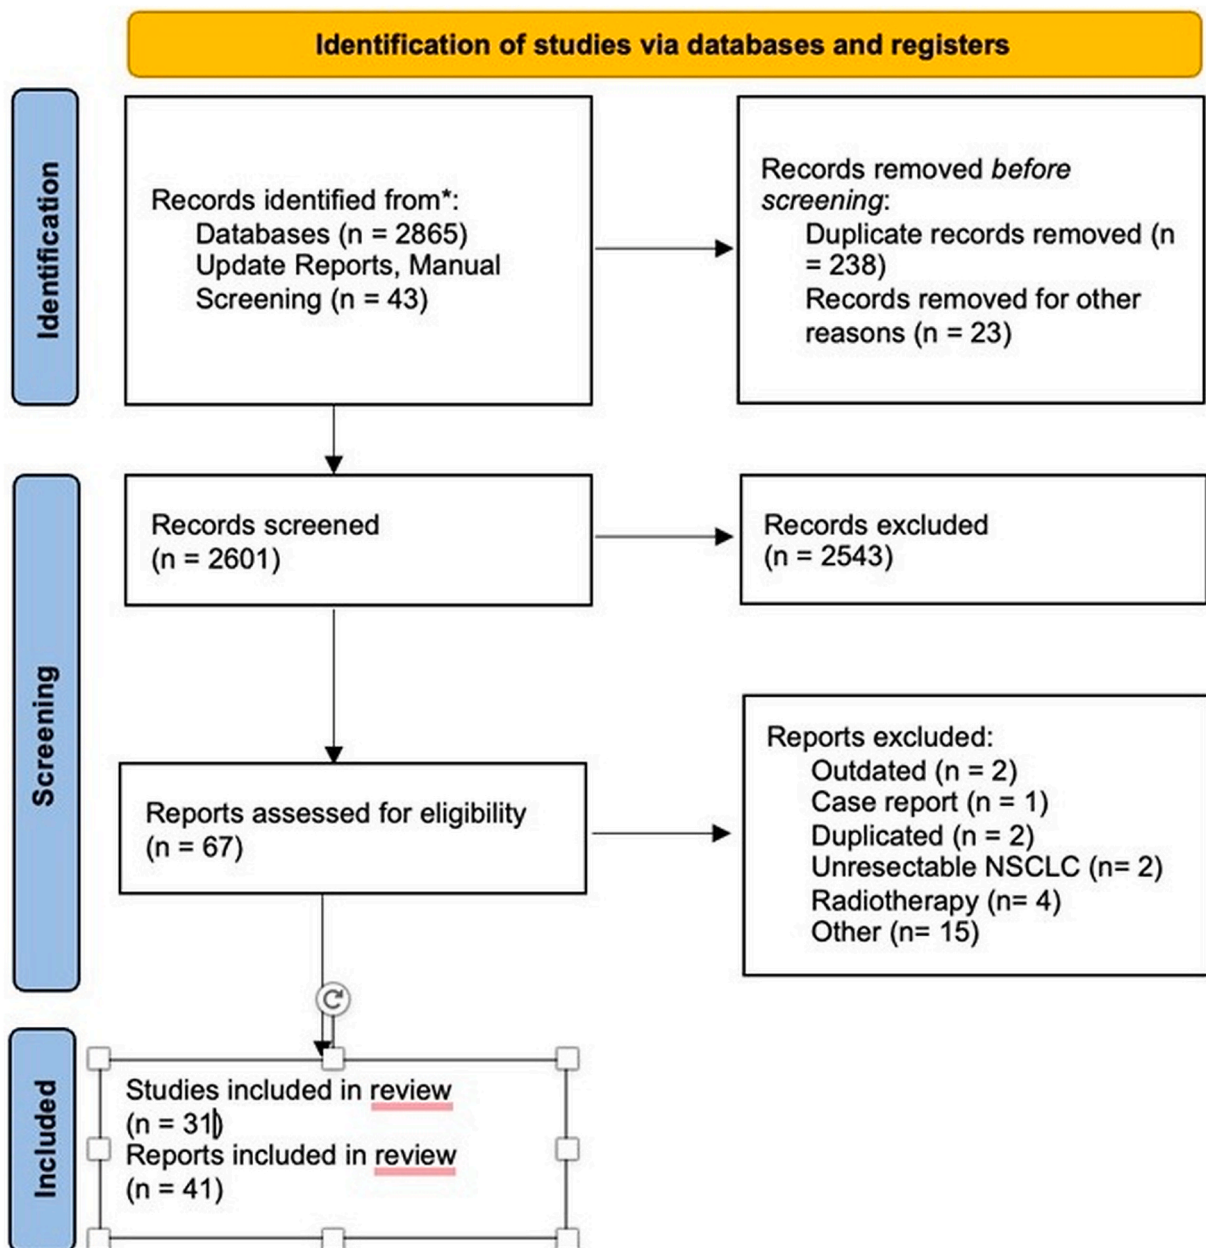 Identification of studies via databases and registers
Identification
Records identified from*:
Databases (n = 2865)
Update Reports, Manual
Screening (n = 43)
Records removed before
screening:
Duplicate records removed (n
= 238)
Records removed for other
reasons (n = 23)
Screening
Records screened
(n = 2601)
Records excluded
(n = 2543)
Reports assessed for eligibility
(n = 67)
Reports excluded:
Outdated (n = 2)
Case report (n = 1)
Duplicated (n = 2)
Unresectable NSCLC (n= 2)
Radiotherapy (n= 4)
Other (n= 15)
Included
Studies included in review
(n = 31)
Reports included in review
(n = 41)